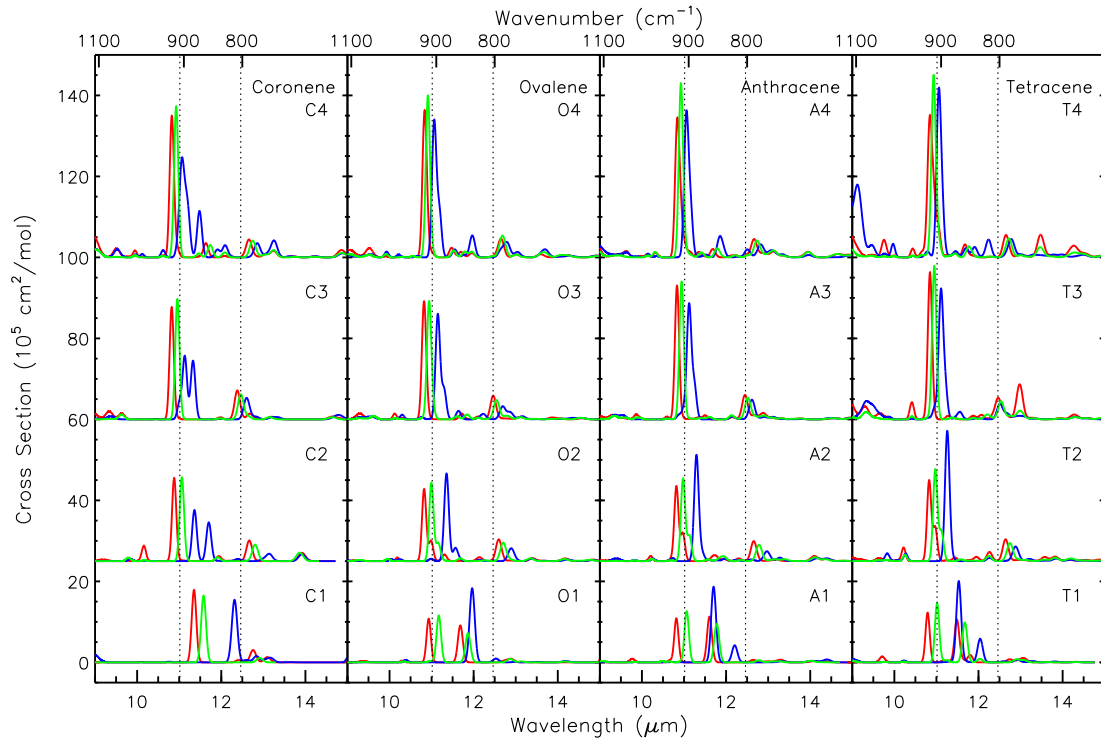 Wavenumber (cm⁻¹)
1100 900 800 1100 900 800 1100 900 800 1100 900 800
Coronene Ovalene Anthracene Tetracene
C4 O4 A4 T4
140
120
100
C3 O3 A3 T3
80
60
C2 O2 A2 T2
40
C1 O1 A1 T1
20
0
Cross Section (10⁵ cm²/mol)
10 12 14 10 12 14 10 12 14 10 12 14
Wavelength (μm)